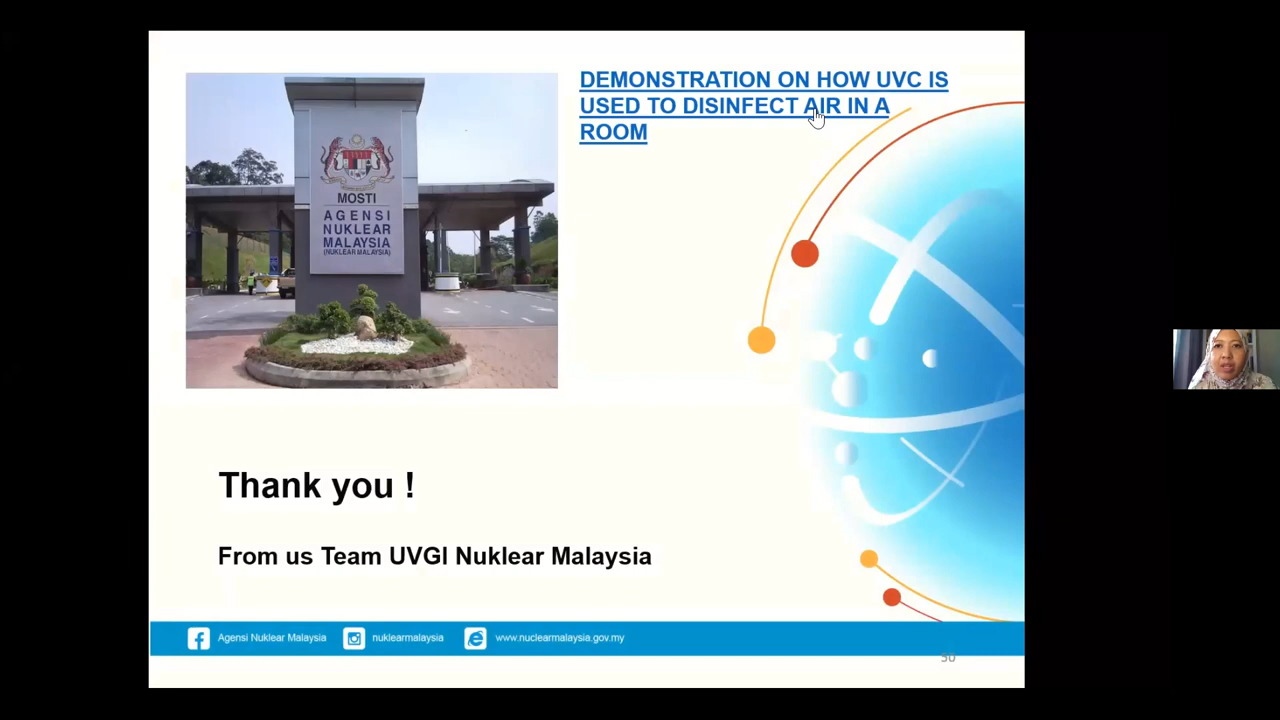 DEMONSTRATION ON HOW UVC IS
USED TO DISINFECT AIR IN A
ROOM
MOSTI
AGENSI
NUKLEAR
MALAYSIA
(NUKLEAR MALAYSIA)
Thank you !
From us Team UVGI Nuklear Malaysia
Agensi Nuklear Malaysia
nuklearmalaysia
www.nuclearmalaysia.gov.my
50